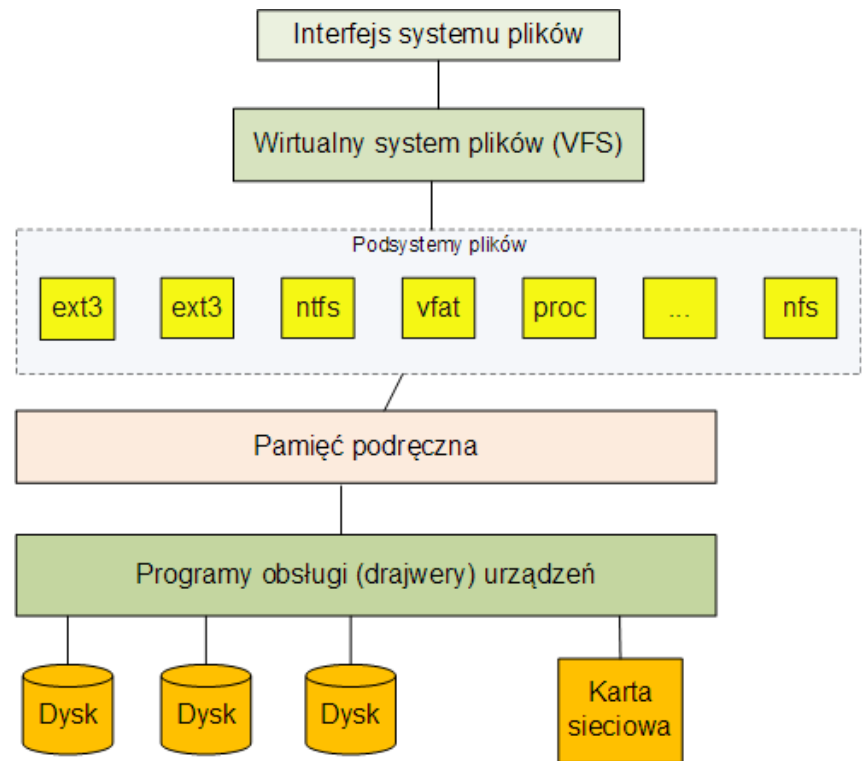 Interfejs systemu plików
Wirtualny system plików (VFS)
Podsystemy plików
ext3 ext3 ntfs vfat proc ... nfs
Pamięć podręczna
Programy obsługi (drajwery) urządzeń
Dysk Dysk Dysk
Karta
sieciowa